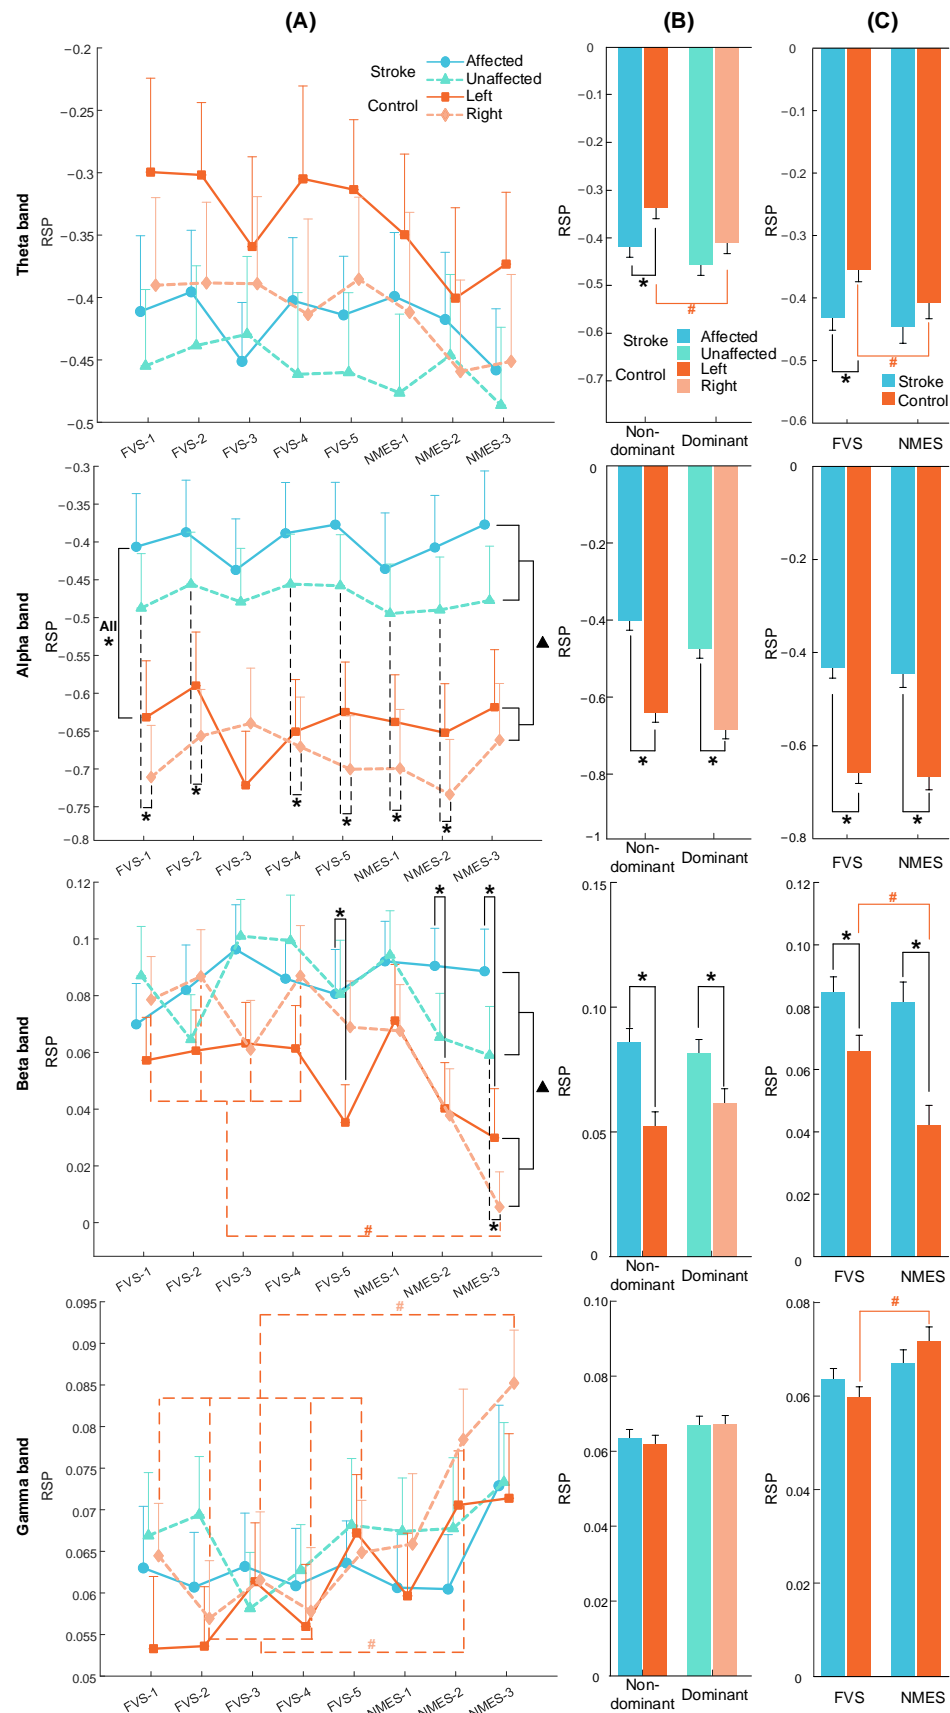 (A)
(B)
(C)
Theta band
RSP
−0.2
−0.25
−0.3
−0.35
−0.4
−0.45
−0.5
Stroke
Affected
Unaffected
Control
Left
Right
FVS-1
FVS-2
FVS-3
FVS-4
FVS-5
NMES-1
NMES-2
NMES-3
RSP
0
−0.1
−0.2
−0.3
−0.4
−0.5
−0.6
−0.7
*
#
Stroke
Affected
Unaffected
Control
Left
Right
Non-
dominant
Dominant
RSP
0
−0.1
−0.2
−0.3
−0.4
−0.5
−0.6
*
#
Stroke
Control
FVS
NMES
Alpha band
RSP
−0.3
−0.35
−0.4
−0.45
−0.5
−0.55
−0.6
−0.65
−0.7
−0.75
−0.8
All
*
* * * * * *
▲
FVS-1
FVS-2
FVS-3
FVS-4
FVS-5
NMES-1
NMES-2
NMES-3
RSP
0
−0.2
−0.4
−0.6
−0.8
−1
* *
Non-
dominant
Dominant
RSP
0
−0.2
−0.4
−0.6
−0.8
* *
FVS
NMES
Beta band
RSP
0.12
0.1
0.08
0.06
0.04
0.02
0
* * *
▲
#
*
FVS-1
FVS-2
FVS-3
FVS-4
FVS-5
NMES-1
NMES-2
NMES-3
RSP
0.15
0.10
0.05
0
* *
Non-
dominant
Dominant
RSP
0.12
0.10
0.08
0.06
0.04
0.02
0
#
* *
FVS
NMES
Gamma band
RSP
0.095
0.09
0.085
0.08
0.075
0.07
0.065
0.06
0.055
0.05
#
#
FVS-1
FVS-2
FVS-3
FVS-4
FVS-5
NMES-1
NMES-2
NMES-3
RSP
0.10
0.08
0.06
0.04
0.02
0
Non-
dominant
Dominant
RSP
0.08
0.06
0.04
0.02
0
#
FVS
NMES